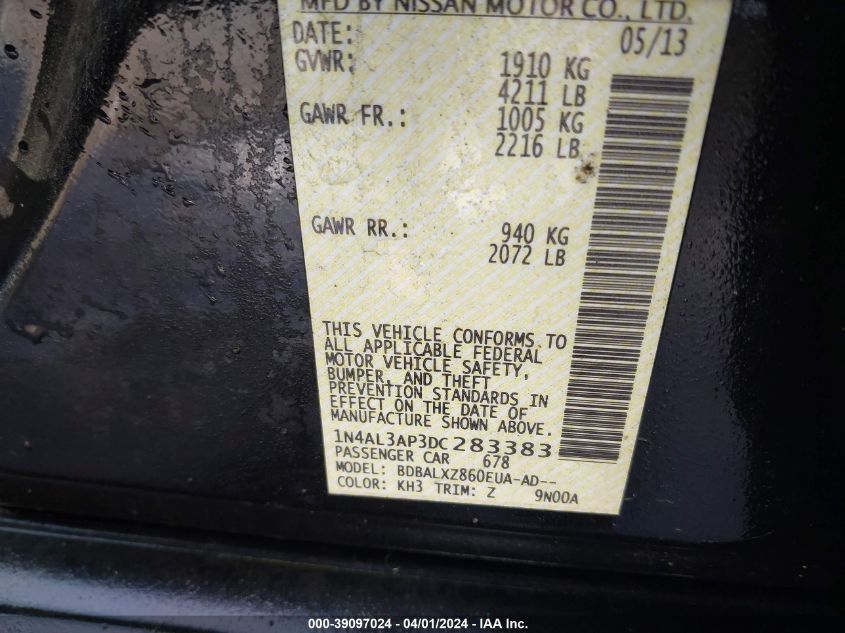 MFD BY NISSAN MOTOR CO., LTD.
DATE: 05/13
GVWR: 1910 KG
4211 LB
GAWR FR.: 1005 KG
2216 LB
GAWR RR.: 940 KG
2072 LB
THIS VEHICLE CONFORMS TO
ALL APPLICABLE FEDERAL
MOTOR VEHICLE SAFETY,
BUMPER, AND THEFT
PREVENTION STANDARDS IN
EFFECT ON THE DATE OF
MANUFACTURE SHOWN ABOVE.
1N4AL3AP3DC283383
PASSENGER CAR 678
MODEL: BDBALXZ860EUA-AD--
COLOR: KH3 TRIM: Z 9N00A
000-39097024 - 04/01/2024 - IAA Inc.